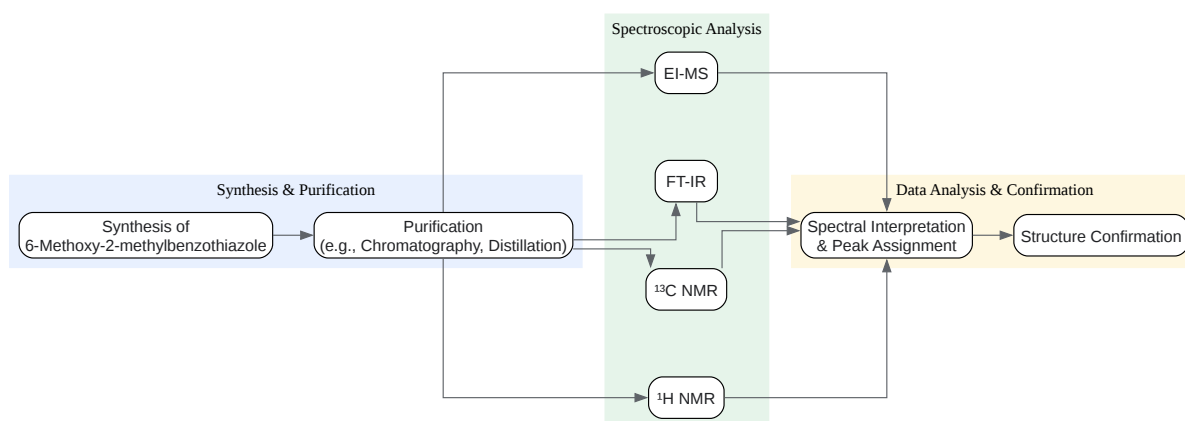 Spectroscopic Analysis
EI-MS
FT-IR
¹³C NMR
¹H NMR
Synthesis & Purification
Synthesis of
6-Methoxy-2-methylbenzothiazole
Purification
(e.g., Chromatography, Distillation)
Data Analysis & Confirmation
Spectral Interpretation
& Peak Assignment
Structure Confirmation